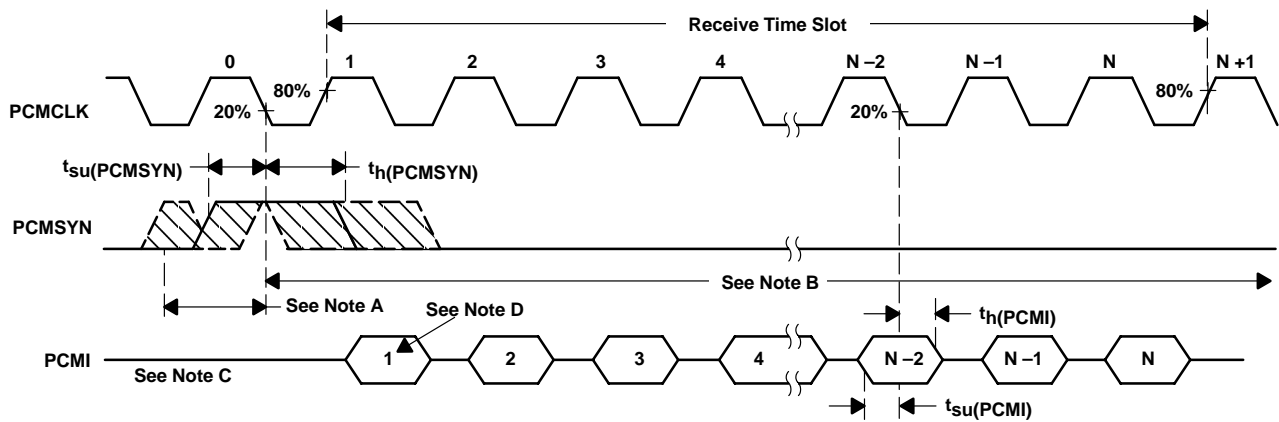 Receive Time Slot
0 1 2 3 4 N –2 N –1 N N +1
80% 80%
PCMCLK 20% 20%
tsu(PCMSYN) th(PCMSYN)
PCMSYN
See Note B
See Note A
See Note D th(PCMI)
PCMI 1 2 3 4 N –2 N –1 N
See Note C
tsu(PCMI)